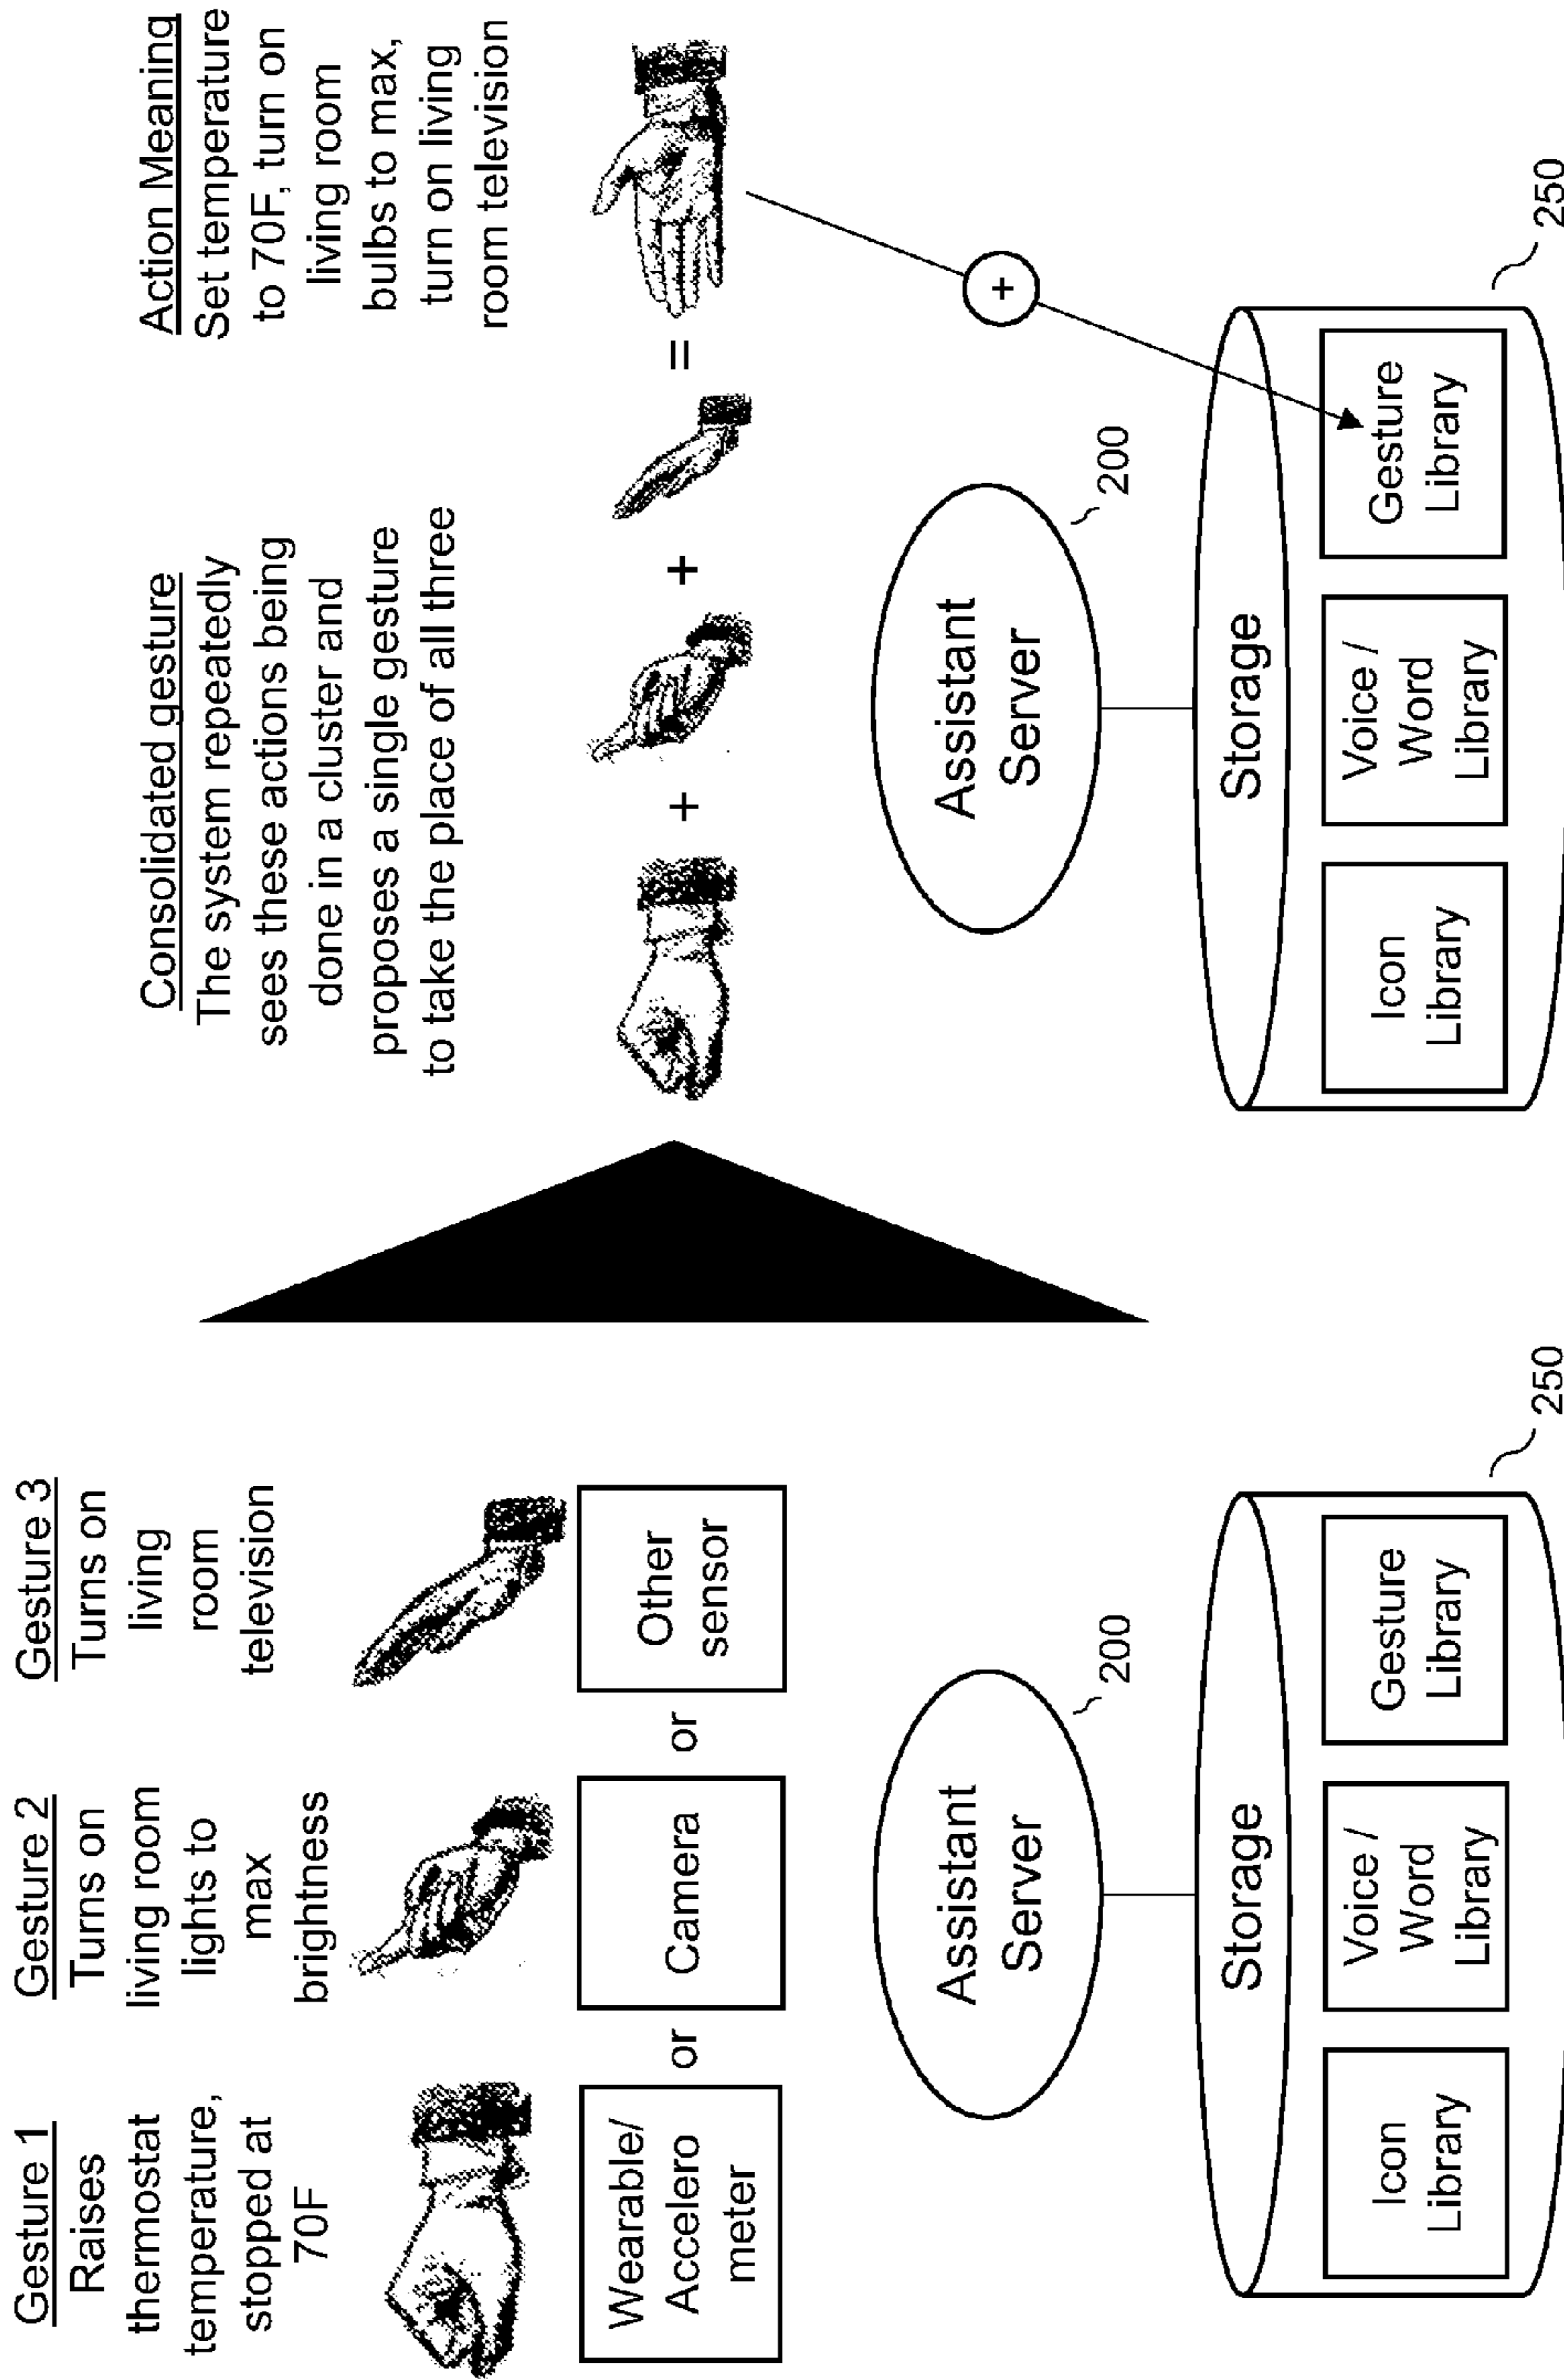 Gesture 1
Raises
thermostat
temperature,
stopped at
70F
Gesture 2
Turns on
living room
lights to
max
brightness
Gesture 3
Turns on
living
room
television
Wearable/
Accelero
meter
or
Camera
or
Other
sensor
Assistant
Server
200
Storage
250
Icon
Library
Voice /
Word
Library
Gesture
Library
Consolidated gesture
The system repeatedly
sees these actions being
done in a cluster and
proposes a single gesture
to take the place of all three
Action Meaning
Set temperature
to 70F, turn on
living room
bulbs to max,
turn on living
room television
+
+
=
+
Assistant
Server
200
Storage
250
Icon
Library
Voice /
Word
Library
Gesture
Library